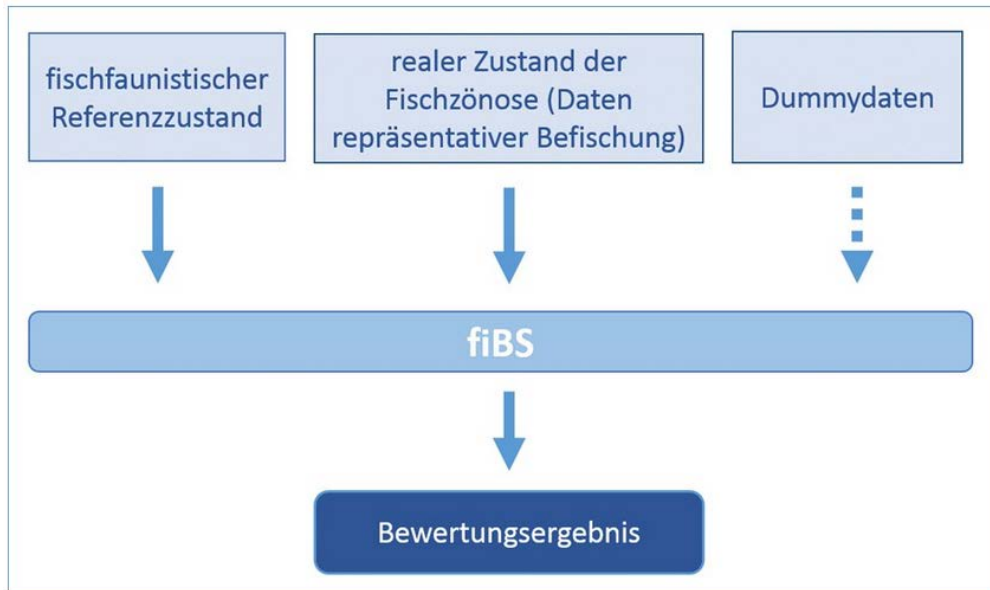 fischfaunistischer
Referenzzustand
realer Zustand der
Fischzönose (Daten
repräsentativer Befischung)
Dummydaten
fiBS
Bewertungsergebnis